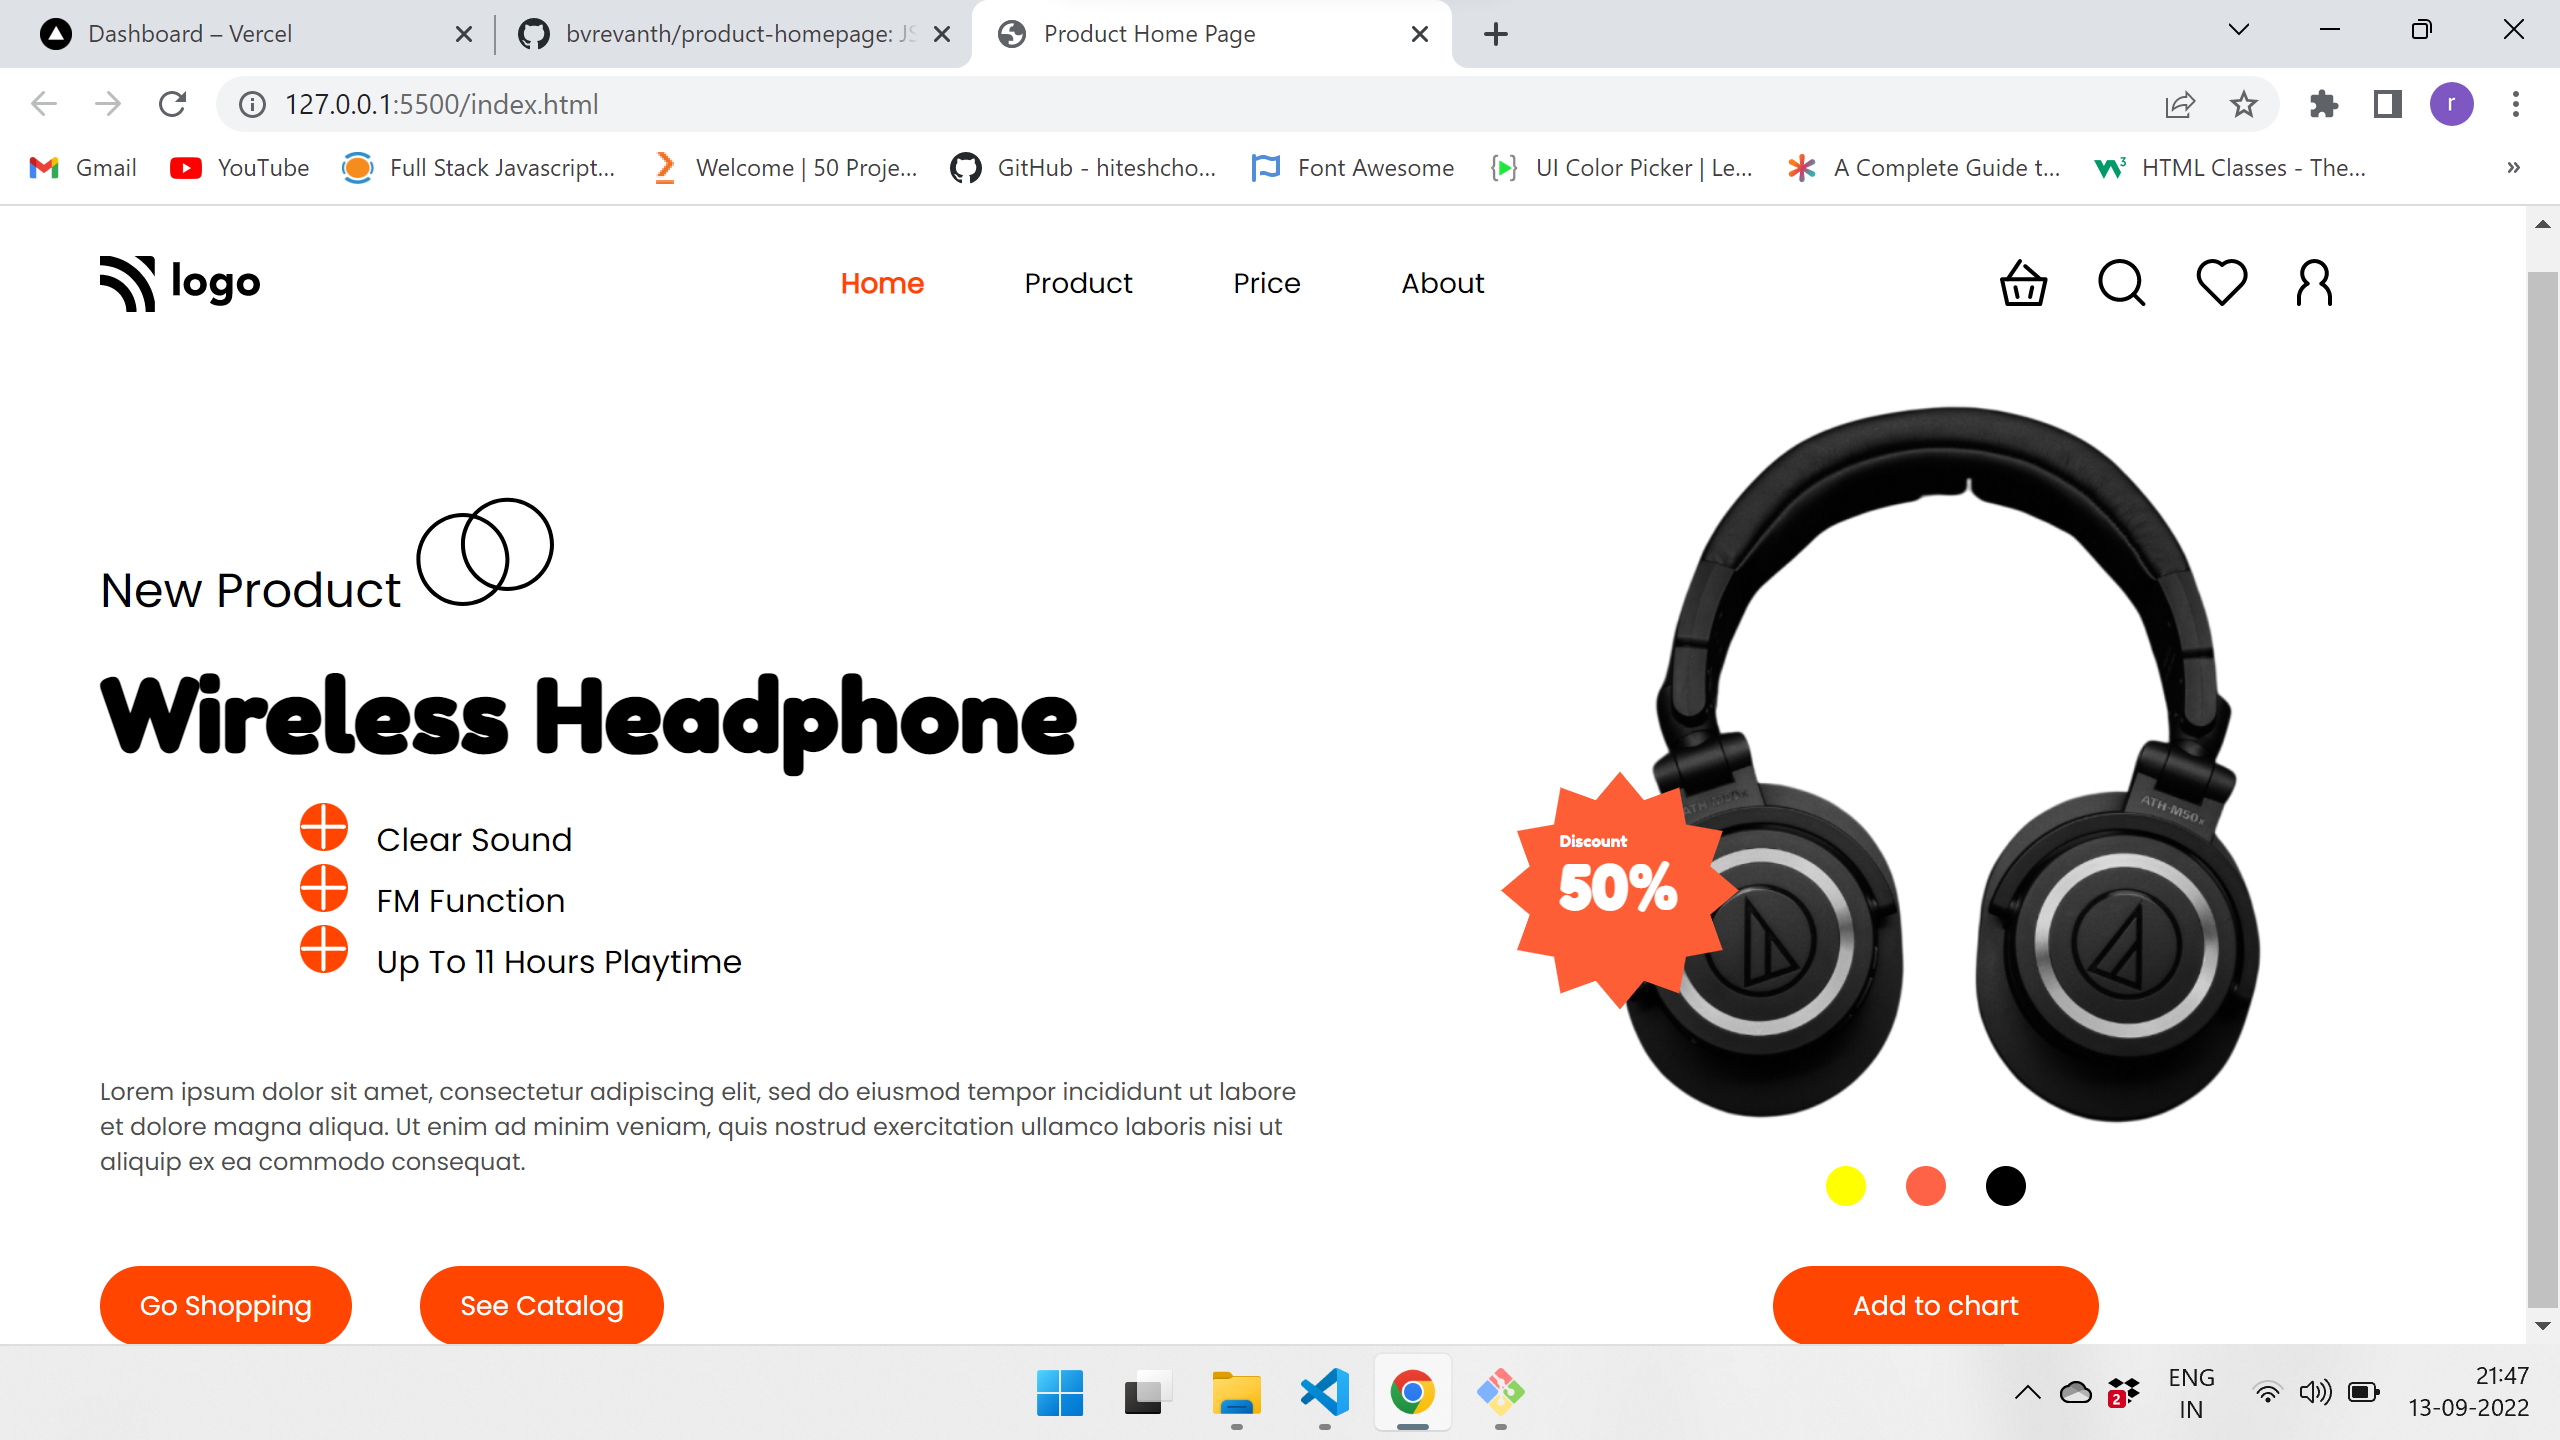 Dashboard – Vercel
bvrevanth/product-homepage: JS
Product Home Page
127.0.0.1:5500/index.html
r
Gmail
YouTube
Full Stack Javascript...
Welcome | 50 Proje...
GitHub - hiteshcho...
Font Awesome
UI Color Picker | Le...
A Complete Guide t...
HTML Classes - The...
»
logo
Home
Product
Price
About
New Product
Wireless Headphone
Clear Sound
FM Function
Up To 11 Hours Playtime
Lorem ipsum dolor sit amet, consectetur adipiscing elit, sed do eiusmod tempor incididunt ut labore
et dolore magna aliqua. Ut enim ad minim veniam, quis nostrud exercitation ullamco laboris nisi ut
aliquip ex ea commodo consequat.
Go Shopping
See Catalog
ATH-M50x
ATH-M50x
Discount
50%
Add to chart
2
ENG
IN
21:47
13-09-2022